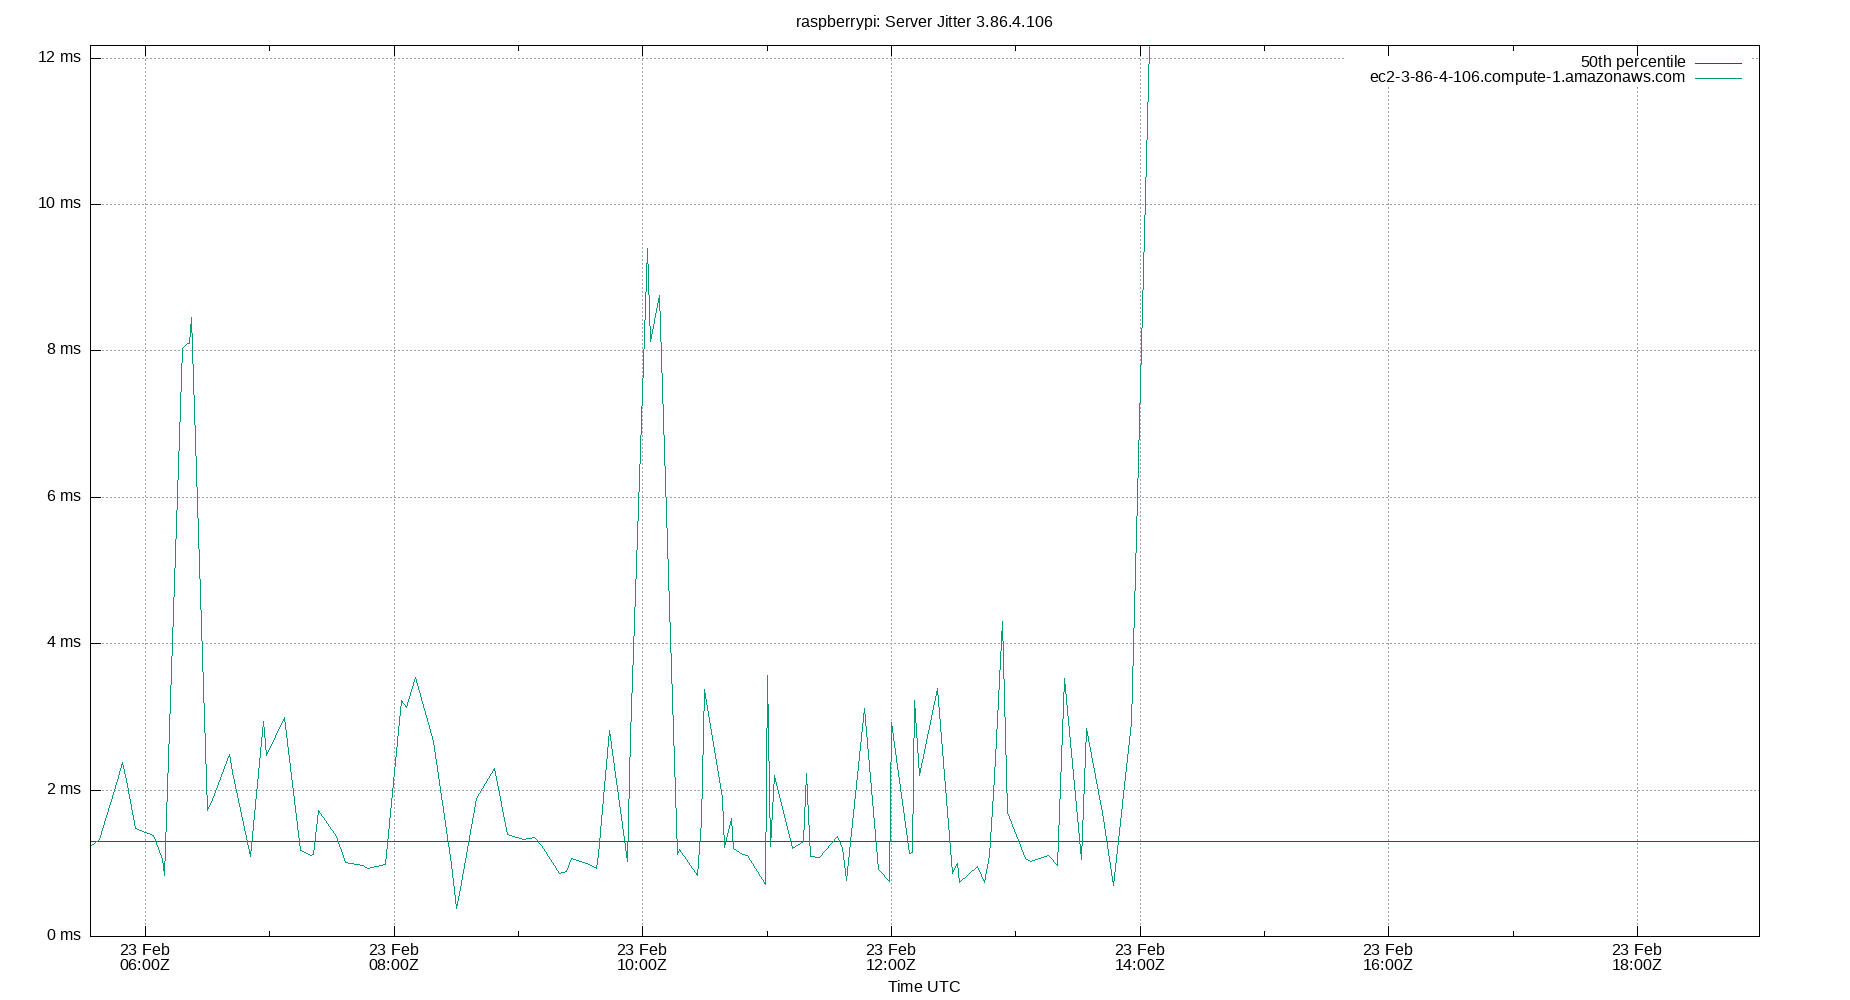 raspberrypi: Server Jitter 3.86.4.106
12 ms
50th percentile
ec2-3-86-4-106.compute-1.amazonaws.com
10 ms
8 ms
6 ms
4 ms
2 ms
0 ms
23 Feb 23 Feb 23 Feb 23 Feb 23 Feb 23 Feb 23 Feb
06:00Z 08:00Z 10:00Z 12:00Z 14:00Z 16:00Z 18:00Z
Time UTC